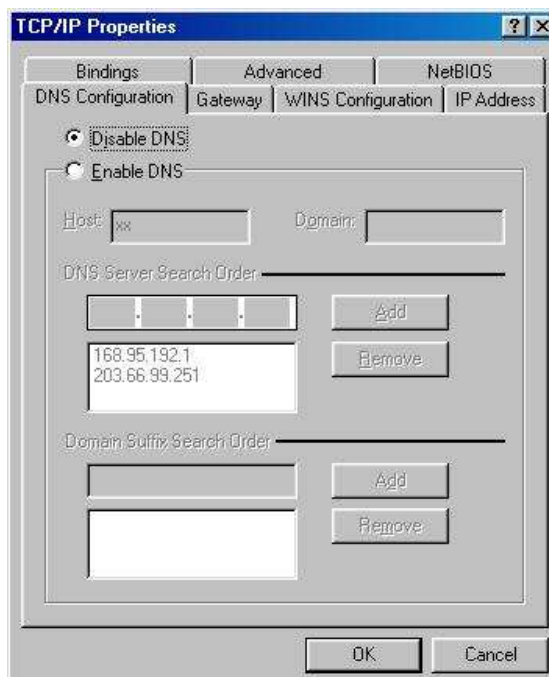 TCP/IP Properties
Bindings Advanced NetBIOS
DNS Configuration Gateway WINS Configuration IP Address
Disable DNS
Enable DNS
Host: xx Domain:
DNS Server Search Order
. . . Add
168.95.192.1
203.66.99.251
Remove
Domain Suffix Search Order
Add
Remove
OK Cancel